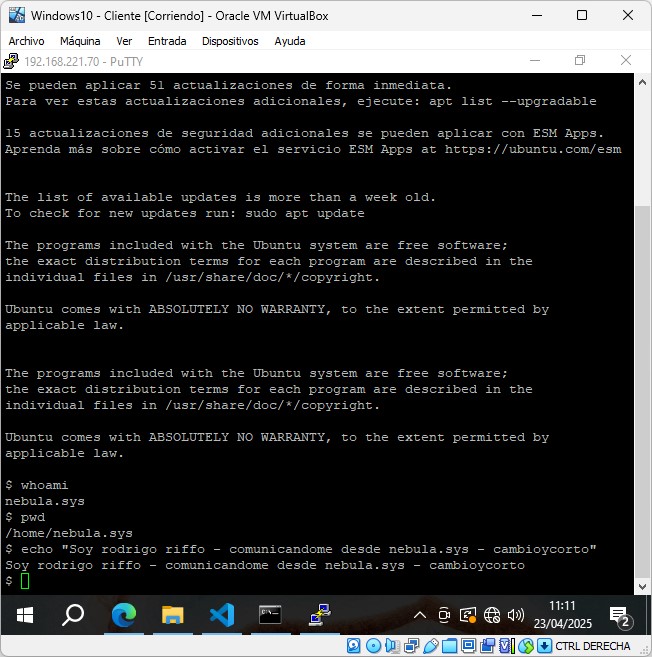 Windows10 - Cliente [Corriendo] - Oracle VM VirtualBox
Archivo Máquina Ver Entrada Dispositivos Ayuda
192.168.221.70 - PuTTY
Se pueden aplicar 51 actualizaciones de forma inmediata.
Para ver estas actualizaciones adicionales, ejecute: apt list --upgradable
15 actualizaciones de seguridad adicionales se pueden aplicar con ESM Apps.
Aprenda más sobre cómo activar el servicio ESM Apps at https://ubuntu.com/esm
The list of available updates is more than a week old.
To check for new updates run: sudo apt update
The programs included with the Ubuntu system are free software;
the exact distribution terms for each program are described in the
individual files in /usr/share/doc/*/copyright.
Ubuntu comes with ABSOLUTELY NO WARRANTY, to the extent permitted by
applicable law.
The programs included with the Ubuntu system are free software;
the exact distribution terms for each program are described in the
individual files in /usr/share/doc/*/copyright.
Ubuntu comes with ABSOLUTELY NO WARRANTY, to the extent permitted by
applicable law.
$ whoami
nebula.sys
$ pwd
/home/nebula.sys
$ echo "Soy rodrigo riffo - comunicandome desde nebula.sys - cambioycorto"
Soy rodrigo riffo - comunicandome desde nebula.sys - cambioycorto
$
11:11
23/04/2025
2
CTRL DERECHA